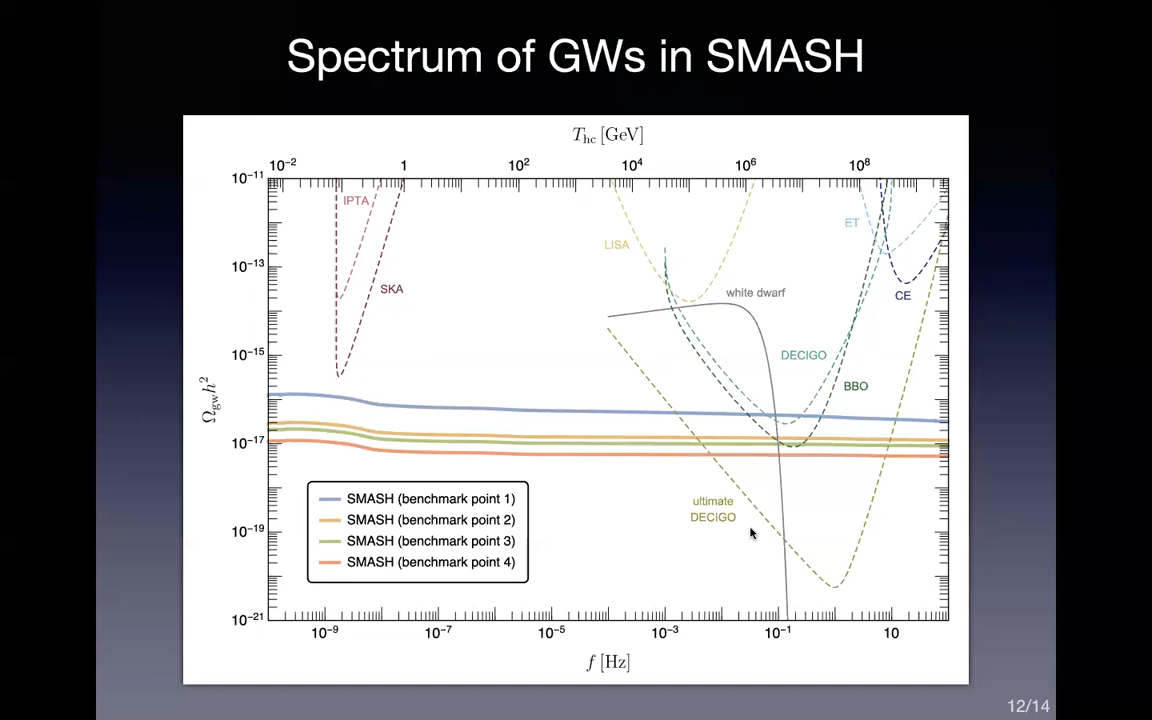 Spectrum of GWs in SMASH
T_hc [GeV]
10^−2 1 10^2 10^4 10^6 10^8
10^−11
10^−13
10^−15
10^−17
10^−19
10^−21
Ω_gw h^2
IPTA
SKA
LISA
white dwarf
ET
CE
DECIGO
BBO
ultimate
DECIGO
SMASH (benchmark point 1)
SMASH (benchmark point 2)
SMASH (benchmark point 3)
SMASH (benchmark point 4)
10^−9 10^−7 10^−5 10^−3 10^−1 10
f [Hz]
12/14